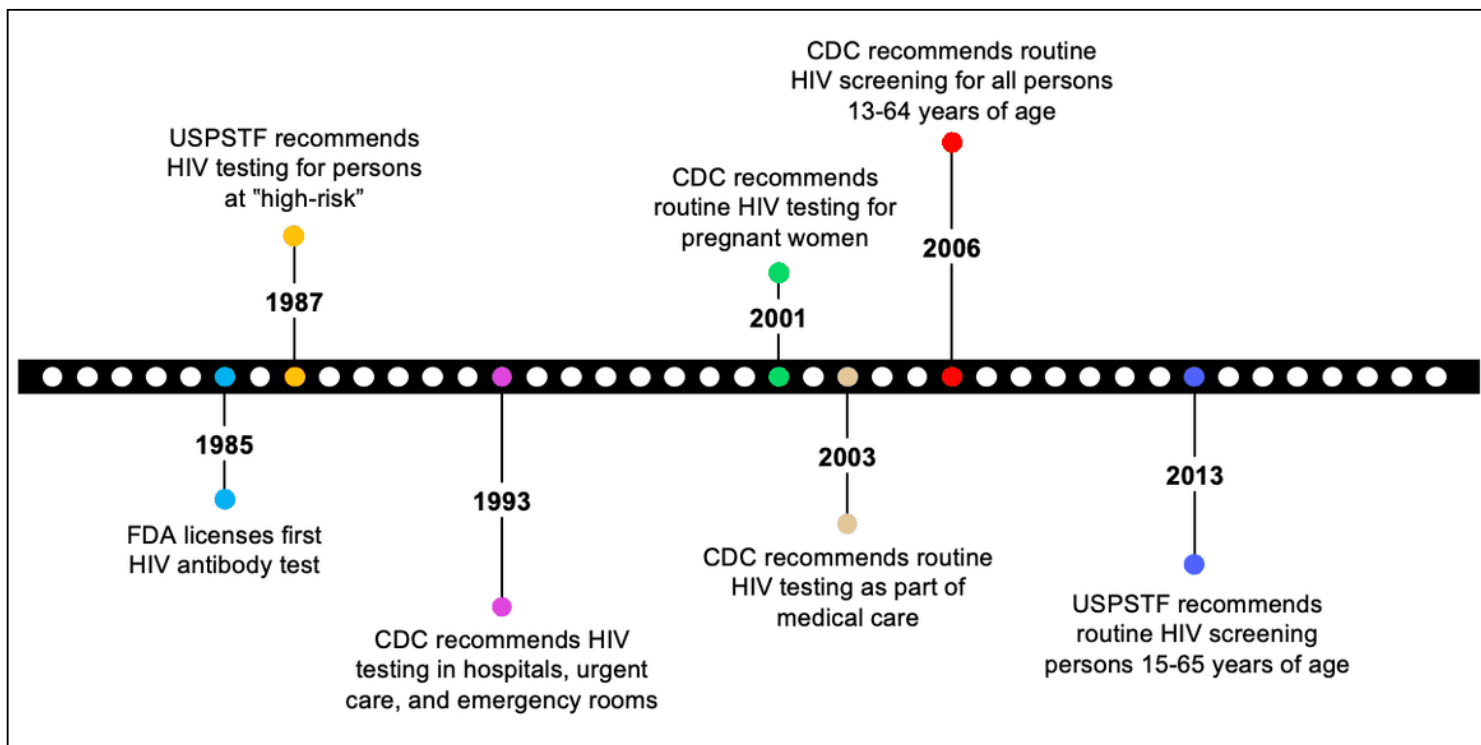 USPSTF recommends
HIV testing for persons
at "high-risk"
1987
1985
FDA licenses first
HIV antibody test
1993
CDC recommends HIV
testing in hospitals, urgent
care, and emergency rooms
CDC recommends
routine HIV testing for
pregnant women
2001
2003
CDC recommends routine
HIV testing as part of
medical care
CDC recommends routine
HIV screening for all persons
13-64 years of age
2006
2013
USPSTF recommends
routine HIV screening
persons 15-65 years of age